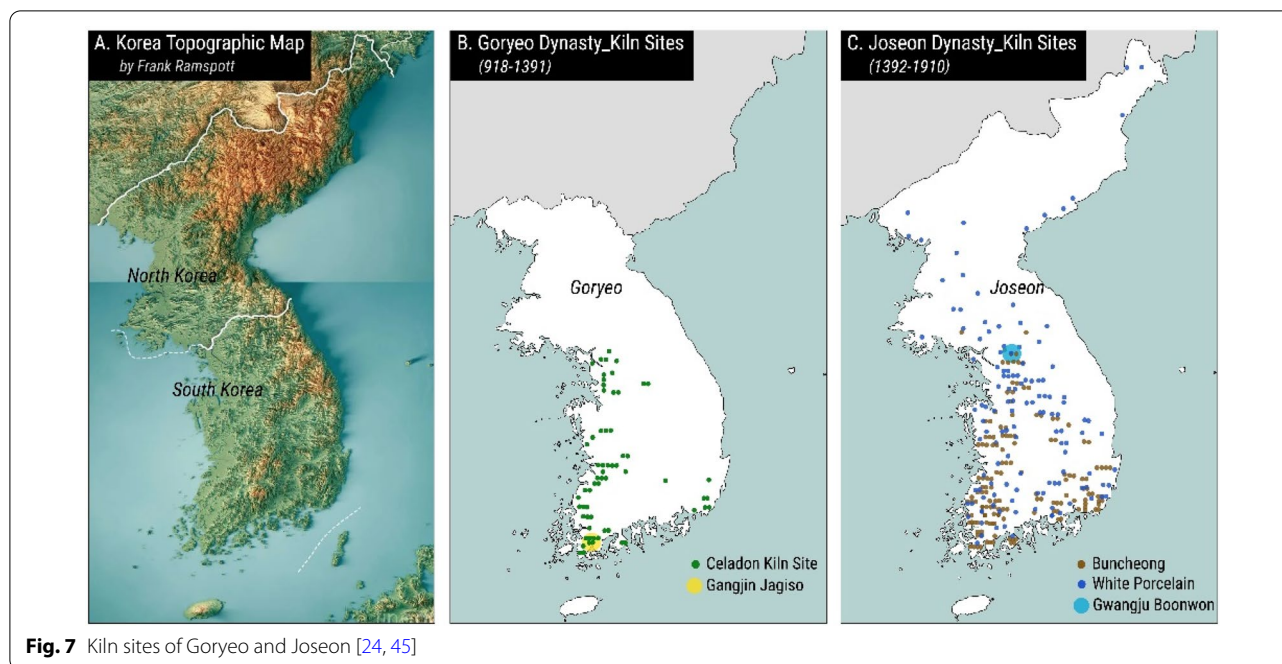 A. Korea Topographic Map
by Frank Ramspott
North Korea
South Korea
B. Goryeo Dynasty_Kiln Sites
(918-1391)
Goryeo
Celadon Kiln Site
Gangjin Jagiso
C. Joseon Dynasty_Kiln Sites
(1392-1910)
Joseon
Buncheong
White Porcelain
Gwangju Boonwon
Fig. 7 Kiln sites of Goryeo and Joseon [24, 45]